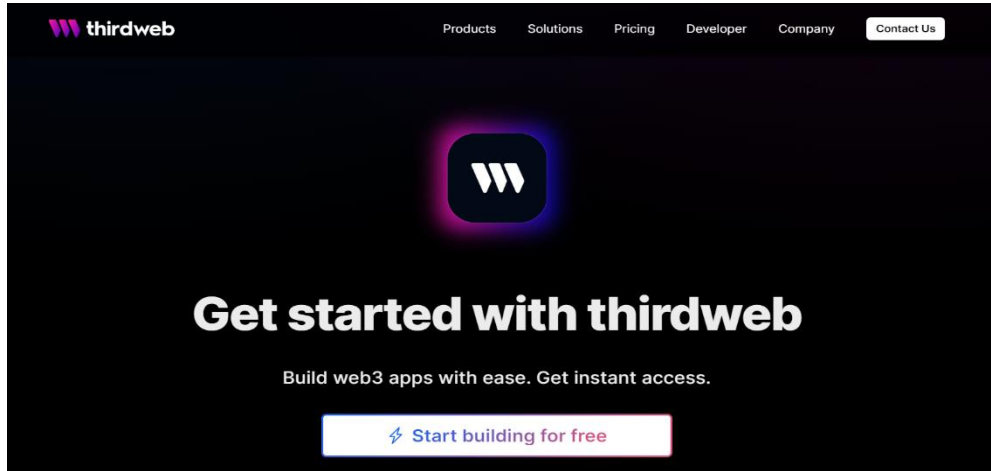 thirdweb
Products Solutions Pricing Developer Company Contact Us
Get started with thirdweb
Build web3 apps with ease. Get instant access.
Start building for free